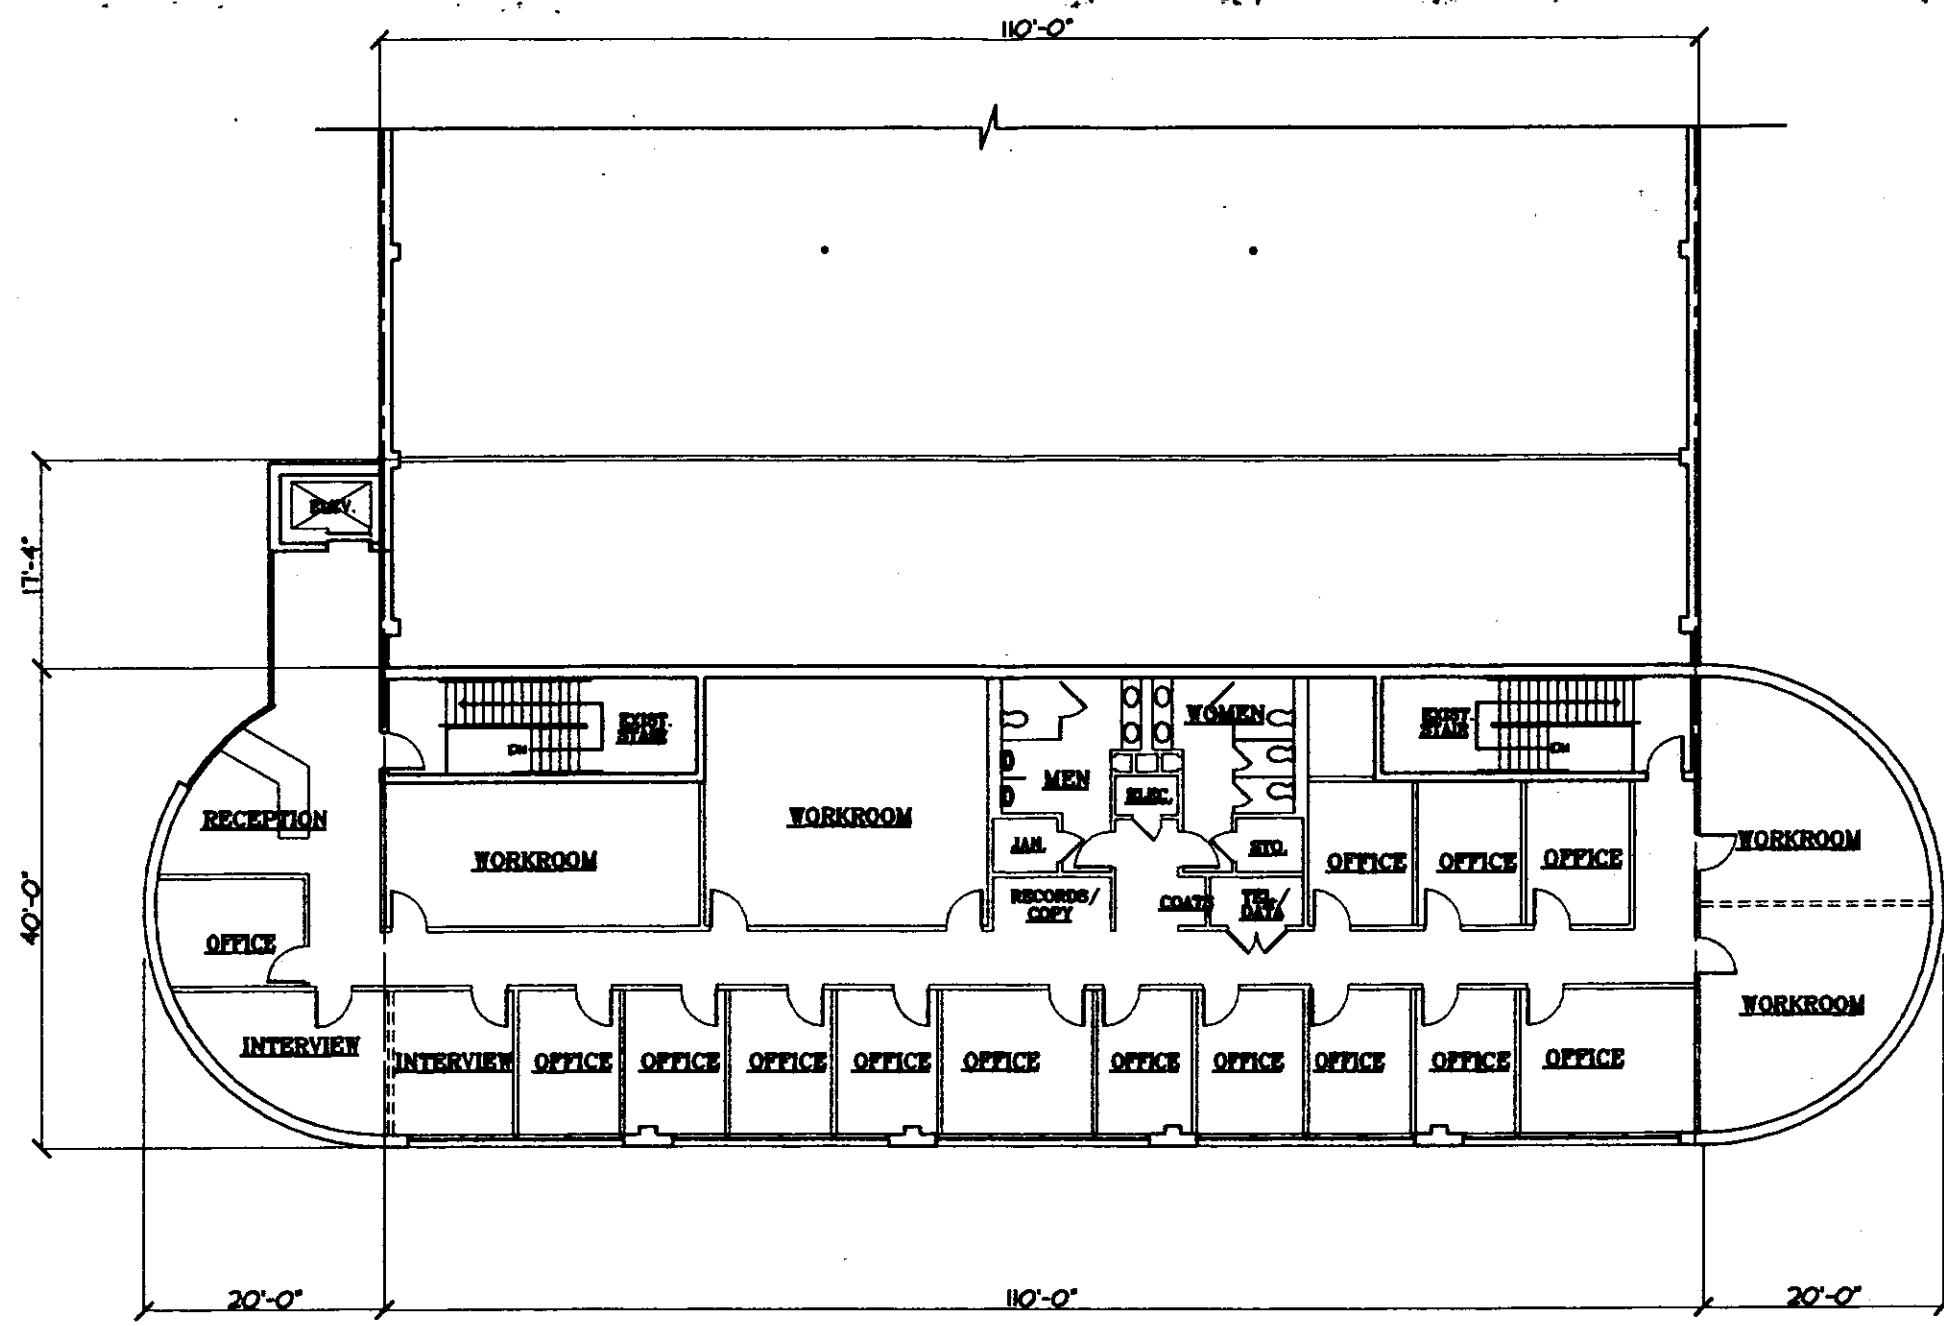 110'-0"
ELEV.
17'-4"
EXIST.
STAIR
DN
WOMEN
EXIST.
STAIR
DN
MEN
ELEC.
RECEPTION
WORKROOM
WORKROOM
JAN.
STO.
OFFICE
OFFICE
OFFICE
WORKROOM
RECORDS/
COPY
COATS
TEL./
DATA
40'-0"
OFFICE
WORKROOM
INTERVIEW
INTERVIEW
OFFICE
OFFICE
OFFICE
OFFICE
OFFICE
OFFICE
OFFICE
OFFICE
OFFICE
OFFICE
20'-0"
110'-0"
20'-0"